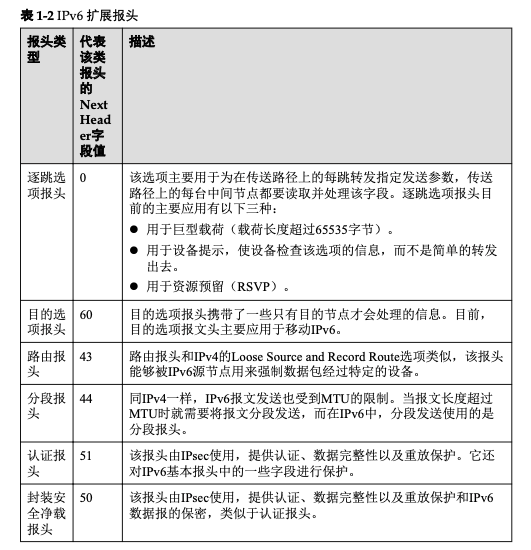 表 1-2 IPv6 扩展报头
报头类
型
代表
该类
报头
的
Next
Head
er字
段值
描述
逐跳选
项报头
0
该选项主要用于为在传送路径上的每跳转发指定发送参数，传送
路径上的每台中间节点都要读取并处理该字段。逐跳选项报头目
前的主要应用有以下三种：
● 用于巨型载荷（载荷长度超过65535字节）。
● 用于设备提示，使设备检查该选项的信息，而不是简单的转发
出去。
● 用于资源预留（RSVP）。
目的选
项报头
60
目的选项报头携带了一些只有目的节点才会处理的信息。目前，
目的选项报文头主要应用于移动IPv6。
路由报
头
43
路由报头和IPv4的Loose Source and Record Route选项类似，该报头
能够被IPv6源节点用来强制数据包经过特定的设备。
分段报
头
44
同IPv4一样，IPv6报文发送也受到MTU的限制。当报文长度超过
MTU时就需要将报文分段发送，而在IPv6中，分段发送使用的是
分段报头。
认证报
头
51
该报头由IPsec使用，提供认证、数据完整性以及重放保护。它还
对IPv6基本报头中的一些字段进行保护。
封装安
全净载
报头
50
该报头由IPsec使用，提供认证、数据完整性以及重放保护和IPv6
数据报的保密，类似于认证报头。